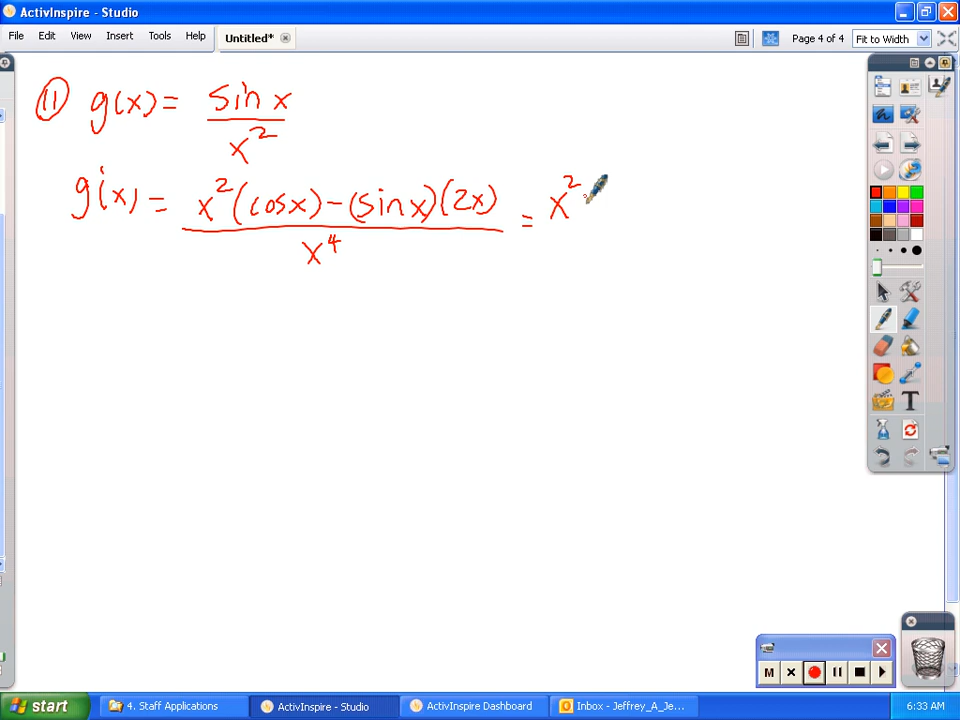 ActivInspire - Studio
File Edit View Insert Tools Help Untitled* Page 4 of 4 Fit to Width
⑪ g(x) = sin x / x²
g'(x) = x²(cosx) - (sin x)(2x) / x⁴ = x²
T
M
start 4. Staff Applications ActivInspire - Studio ActivInspire Dashboard Inbox - Jeffrey_A_Je... 6:33 AM